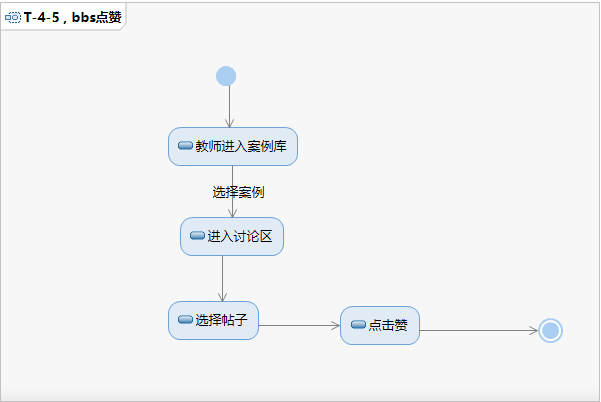 T-4-5，bbs点赞
教师进入案例库
选择案例
进入讨论区
选择帖子
点击赞